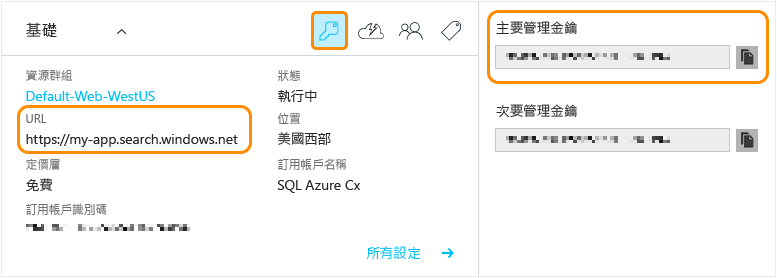 基礎
資源群組
Default-Web-WestUS
URL
https://my-app.search.windows.net
定價層
免費
訂用帳戶識別碼
狀態
執行中
位置
美國西部
訂用帳戶名稱
SQL Azure Cx
所有設定
主要管理金鑰
次要管理金鑰